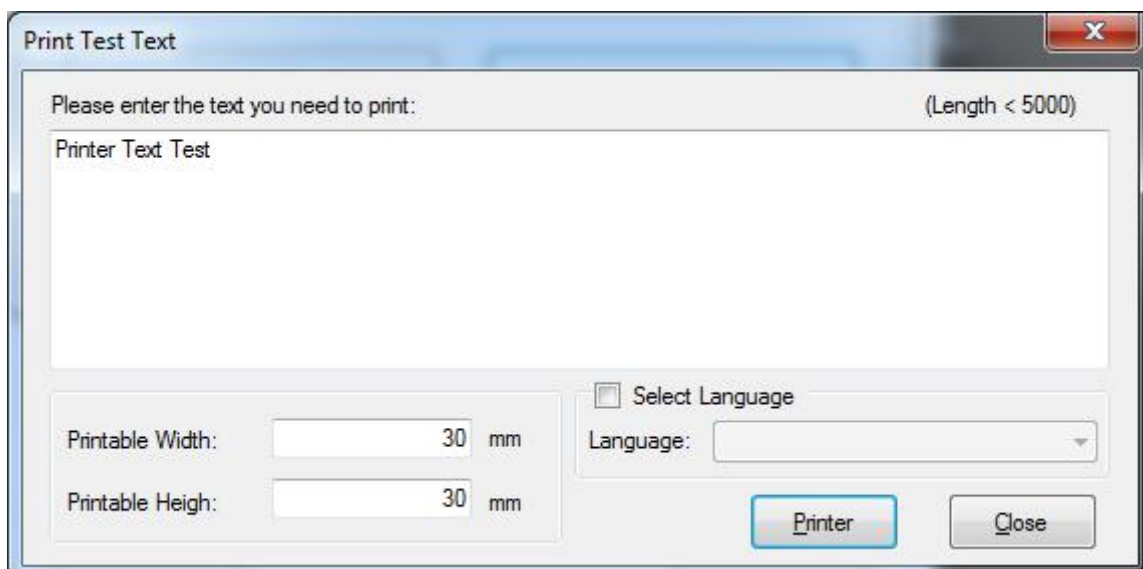 Print Test Text
Please enter the text you need to print: (Length < 5000)
Printer Text Test
Select Language
Printable Width: 30 mm
Language:
Printable Heigh: 30 mm
Printer Close